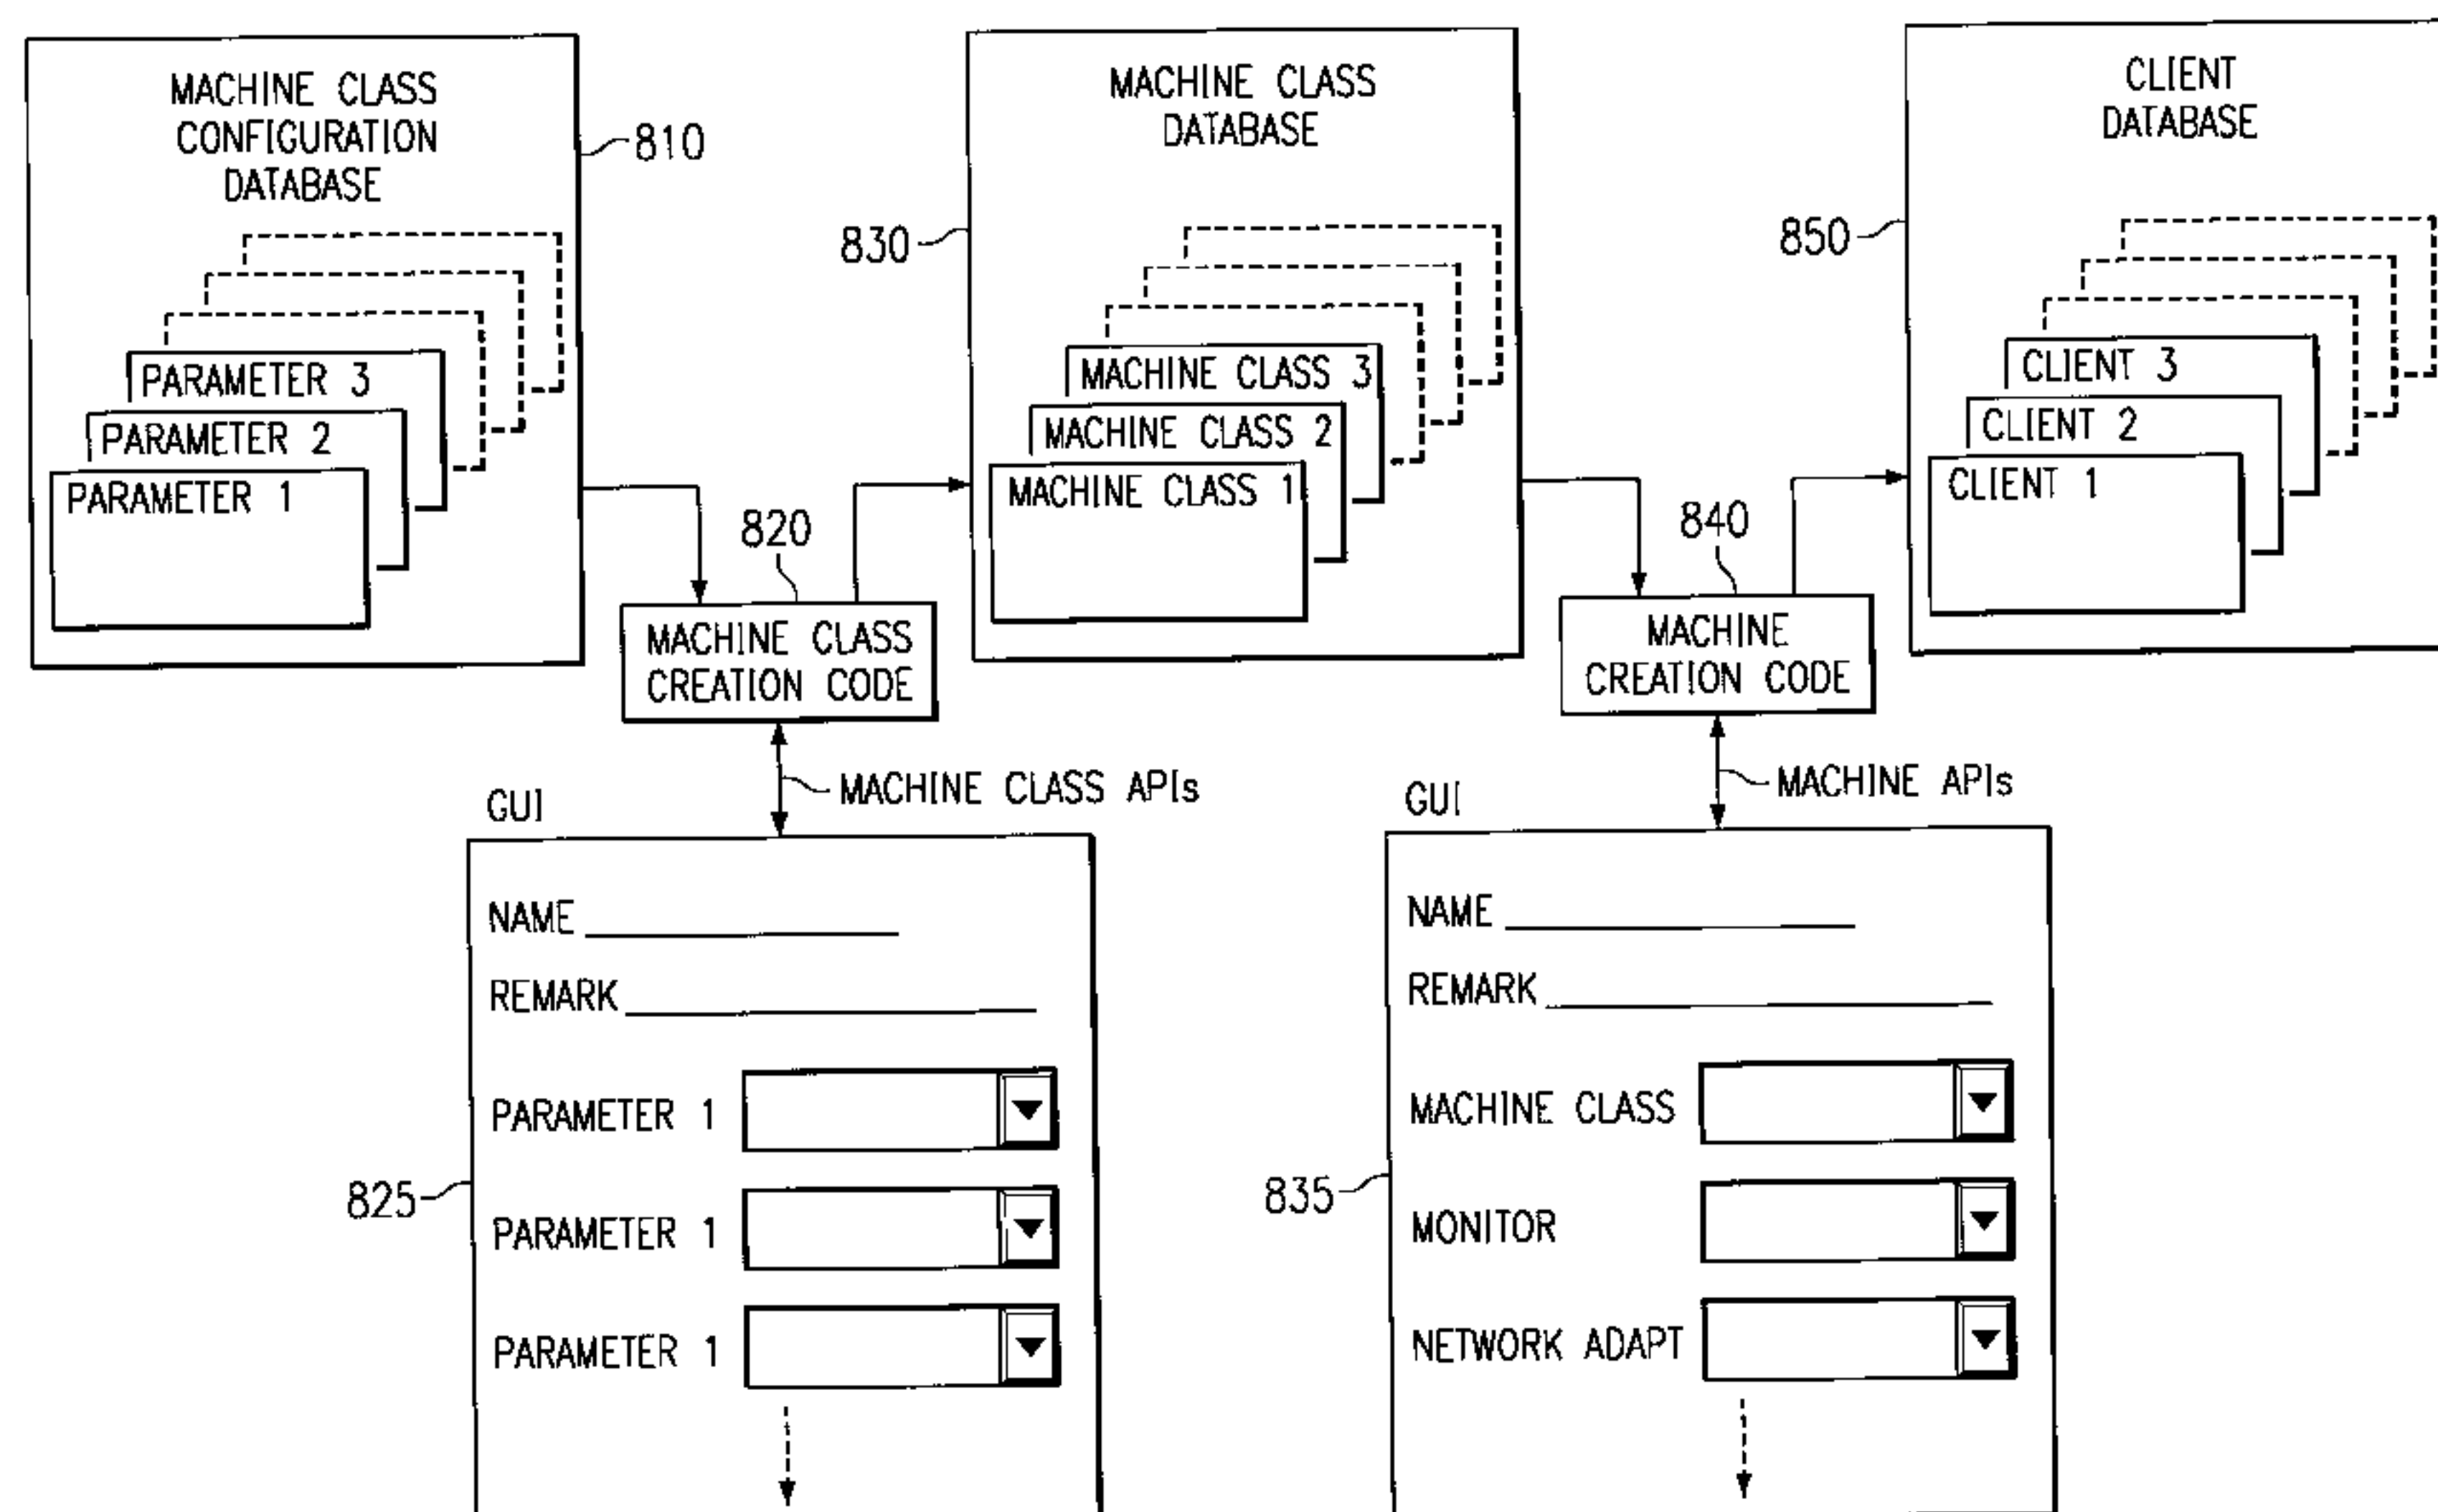 MACHINE CLASS
CONFIGURATION
DATABASE
810
PARAMETER 3
PARAMETER 2
PARAMETER 1
820
MACHINE CLASS
CREATION CODE
MACHINE CLASS
DATABASE
830
MACHINE CLASS 3
MACHINE CLASS 2
MACHINE CLASS 1
840
MACHINE
CREATION CODE
CLIENT
DATABASE
850
CLIENT 3
CLIENT 2
CLIENT 1
MACHINE CLASS APIs
GUI
NAME
REMARK
PARAMETER 1
825
PARAMETER 1
PARAMETER 1
MACHINE APIs
GUI
NAME
REMARK
MACHINE CLASS
835
MONITOR
NETWORK ADAPT